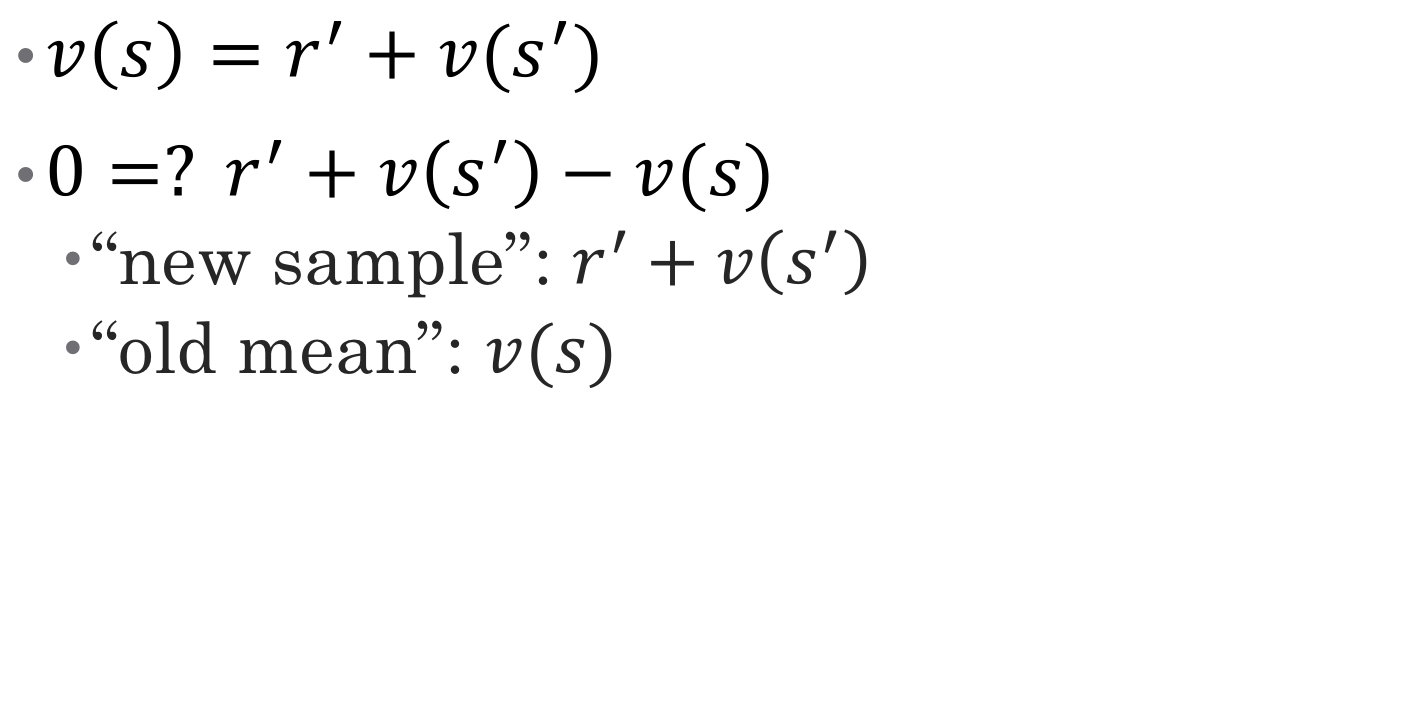 • v(s) = r′ + v(s′)
• 0 =? r′ + v(s′) − v(s)
• “new sample”: r′ + v(s′)
• “old mean”: v(s)